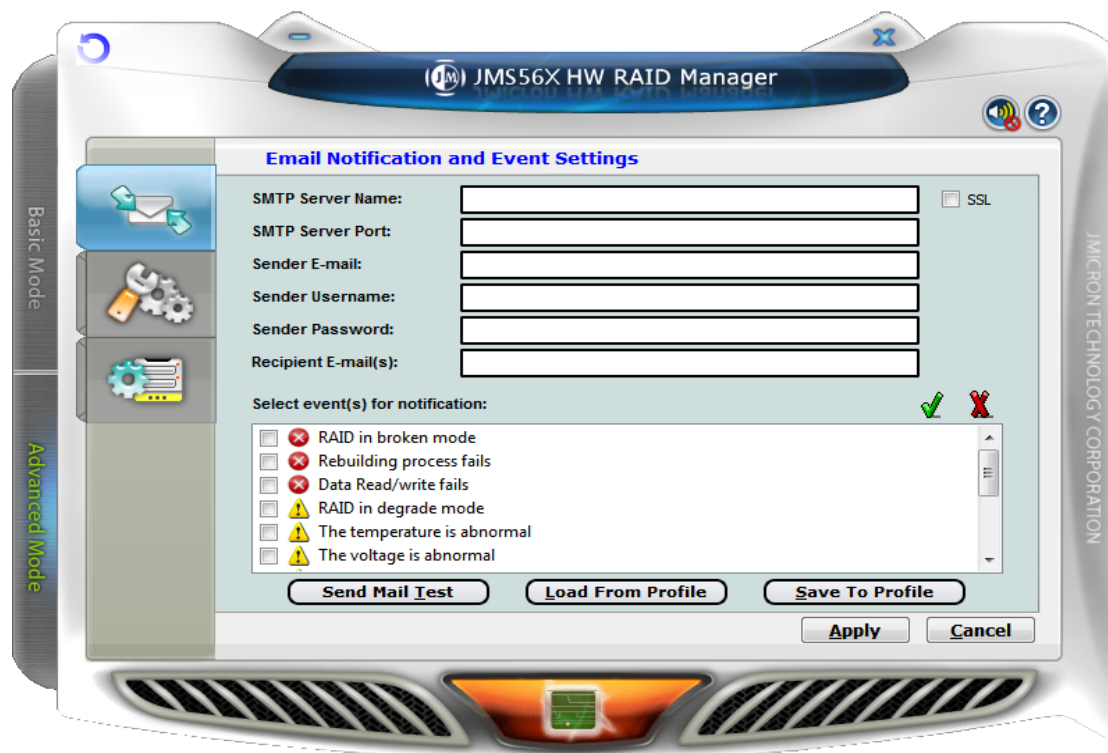 JM JMS56X HW RAID Manager
Email Notification and Event Settings
SMTP Server Name:
SSL
SMTP Server Port:
Sender E-mail:
Sender Username:
Sender Password:
Recipient E-mail(s):
Select event(s) for notification:
RAID in broken mode
Rebuilding process fails
Data Read/write fails
RAID in degrade mode
The temperature is abnormal
The voltage is abnormal
Send Mail Test
Load From Profile
Save To Profile
Apply
Cancel
Basic Mode
Advanced Mode
JMICRON TECHNOLOGY CORPORATION